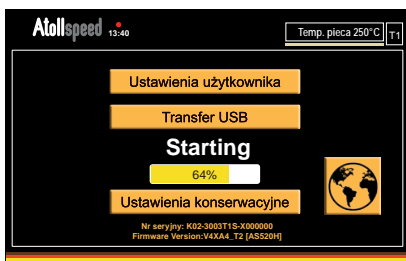 Atollspeed 13:40
Temp. pieca 250°C T1
Ustawienia użytkownika
Transfer USB
Starting
64%
Ustawienia konserwacyjne
Nr seryjny: K02-3003T1S-X000000
Firmware Version:V4XA4_T2 [AS520H]